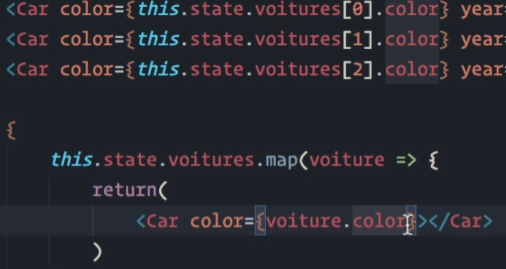 <Car color={this.state.voitures[0].color} year=
<Car color={this.state.voitures[1].color} year=
<Car color={this.state.voitures[2].color} year=
{
this.state.voitures.map(voiture => {
return(
<Car color={voiture.color}></Car>
)